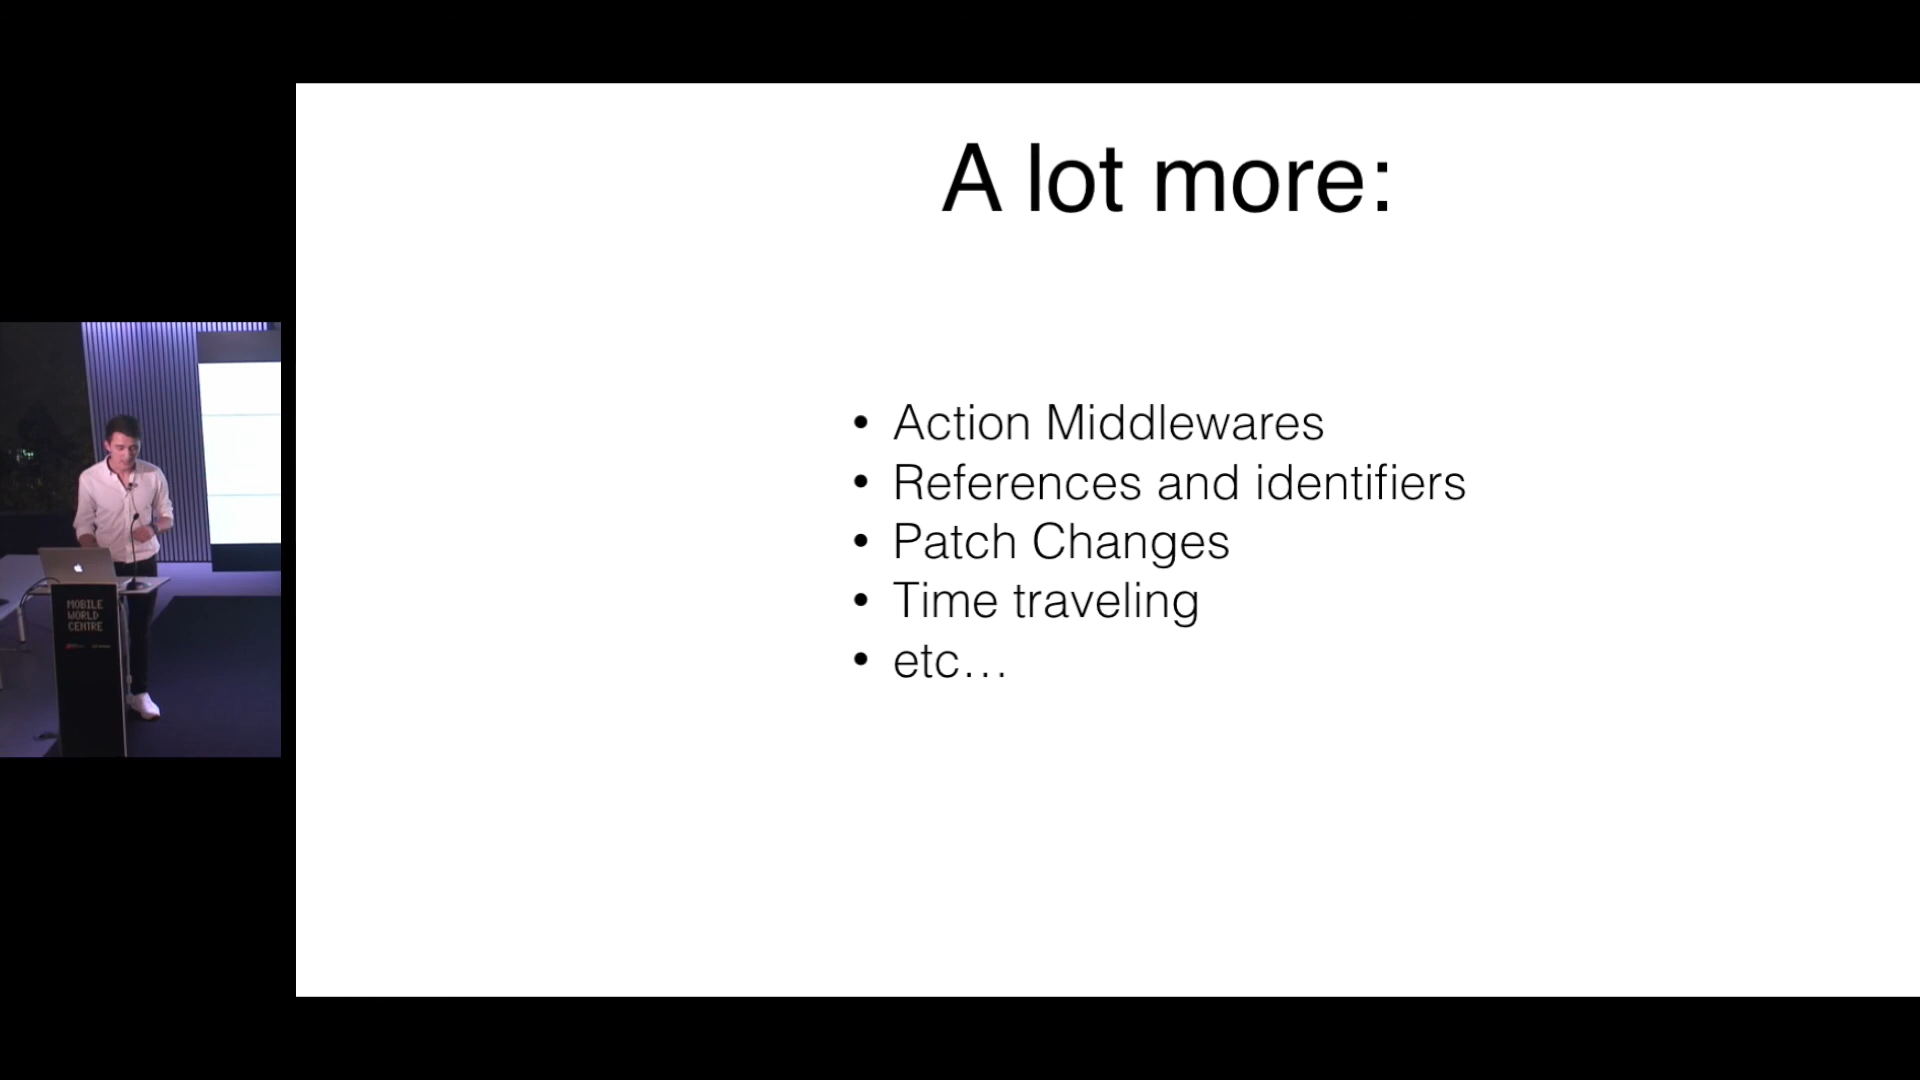 A lot more:
• Action Middlewares
• References and identifiers
• Patch Changes
• Time traveling
• etc...
MOBILE
WORLD
CENTRE